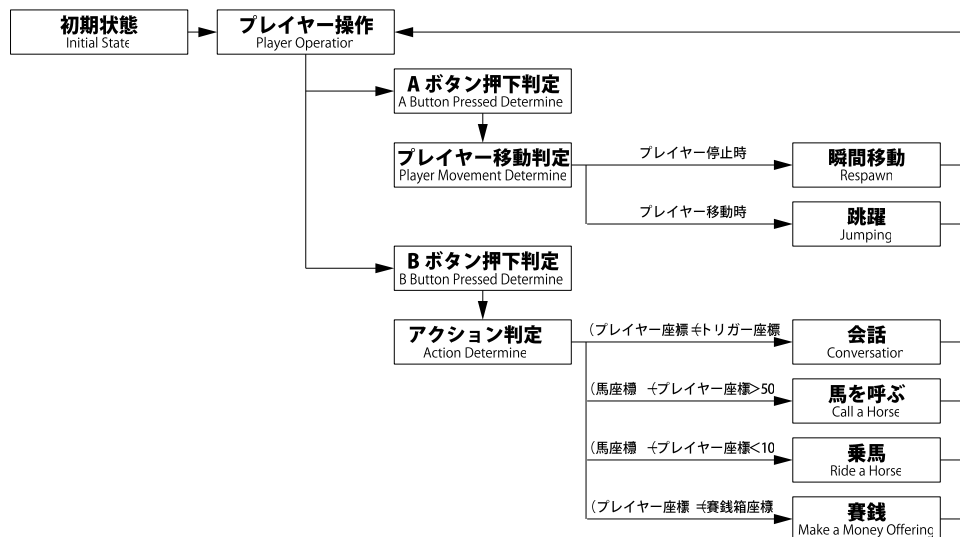 初期状態
Initial State
プレイヤー操作
Player Operation
A ボタン押下判定
A Button Pressed Determine
プレイヤー移動判定
Player Movement Determine
プレイヤー停止時
瞬間移動
Respawn
プレイヤー移動時
跳躍
Jumping
B ボタン押下判定
B Button Pressed Determine
アクション判定
Action Determine
(プレイヤー座標 =トリガー座標
会話
Conversation
(馬座標 -(プレイヤー座標>50
馬を呼ぶ
Call a Horse
(馬座標 -(プレイヤー座標<10
乗馬
Ride a Horse
(プレイヤー座標 =賽銭箱座標
賽銭
Make a Money Offering